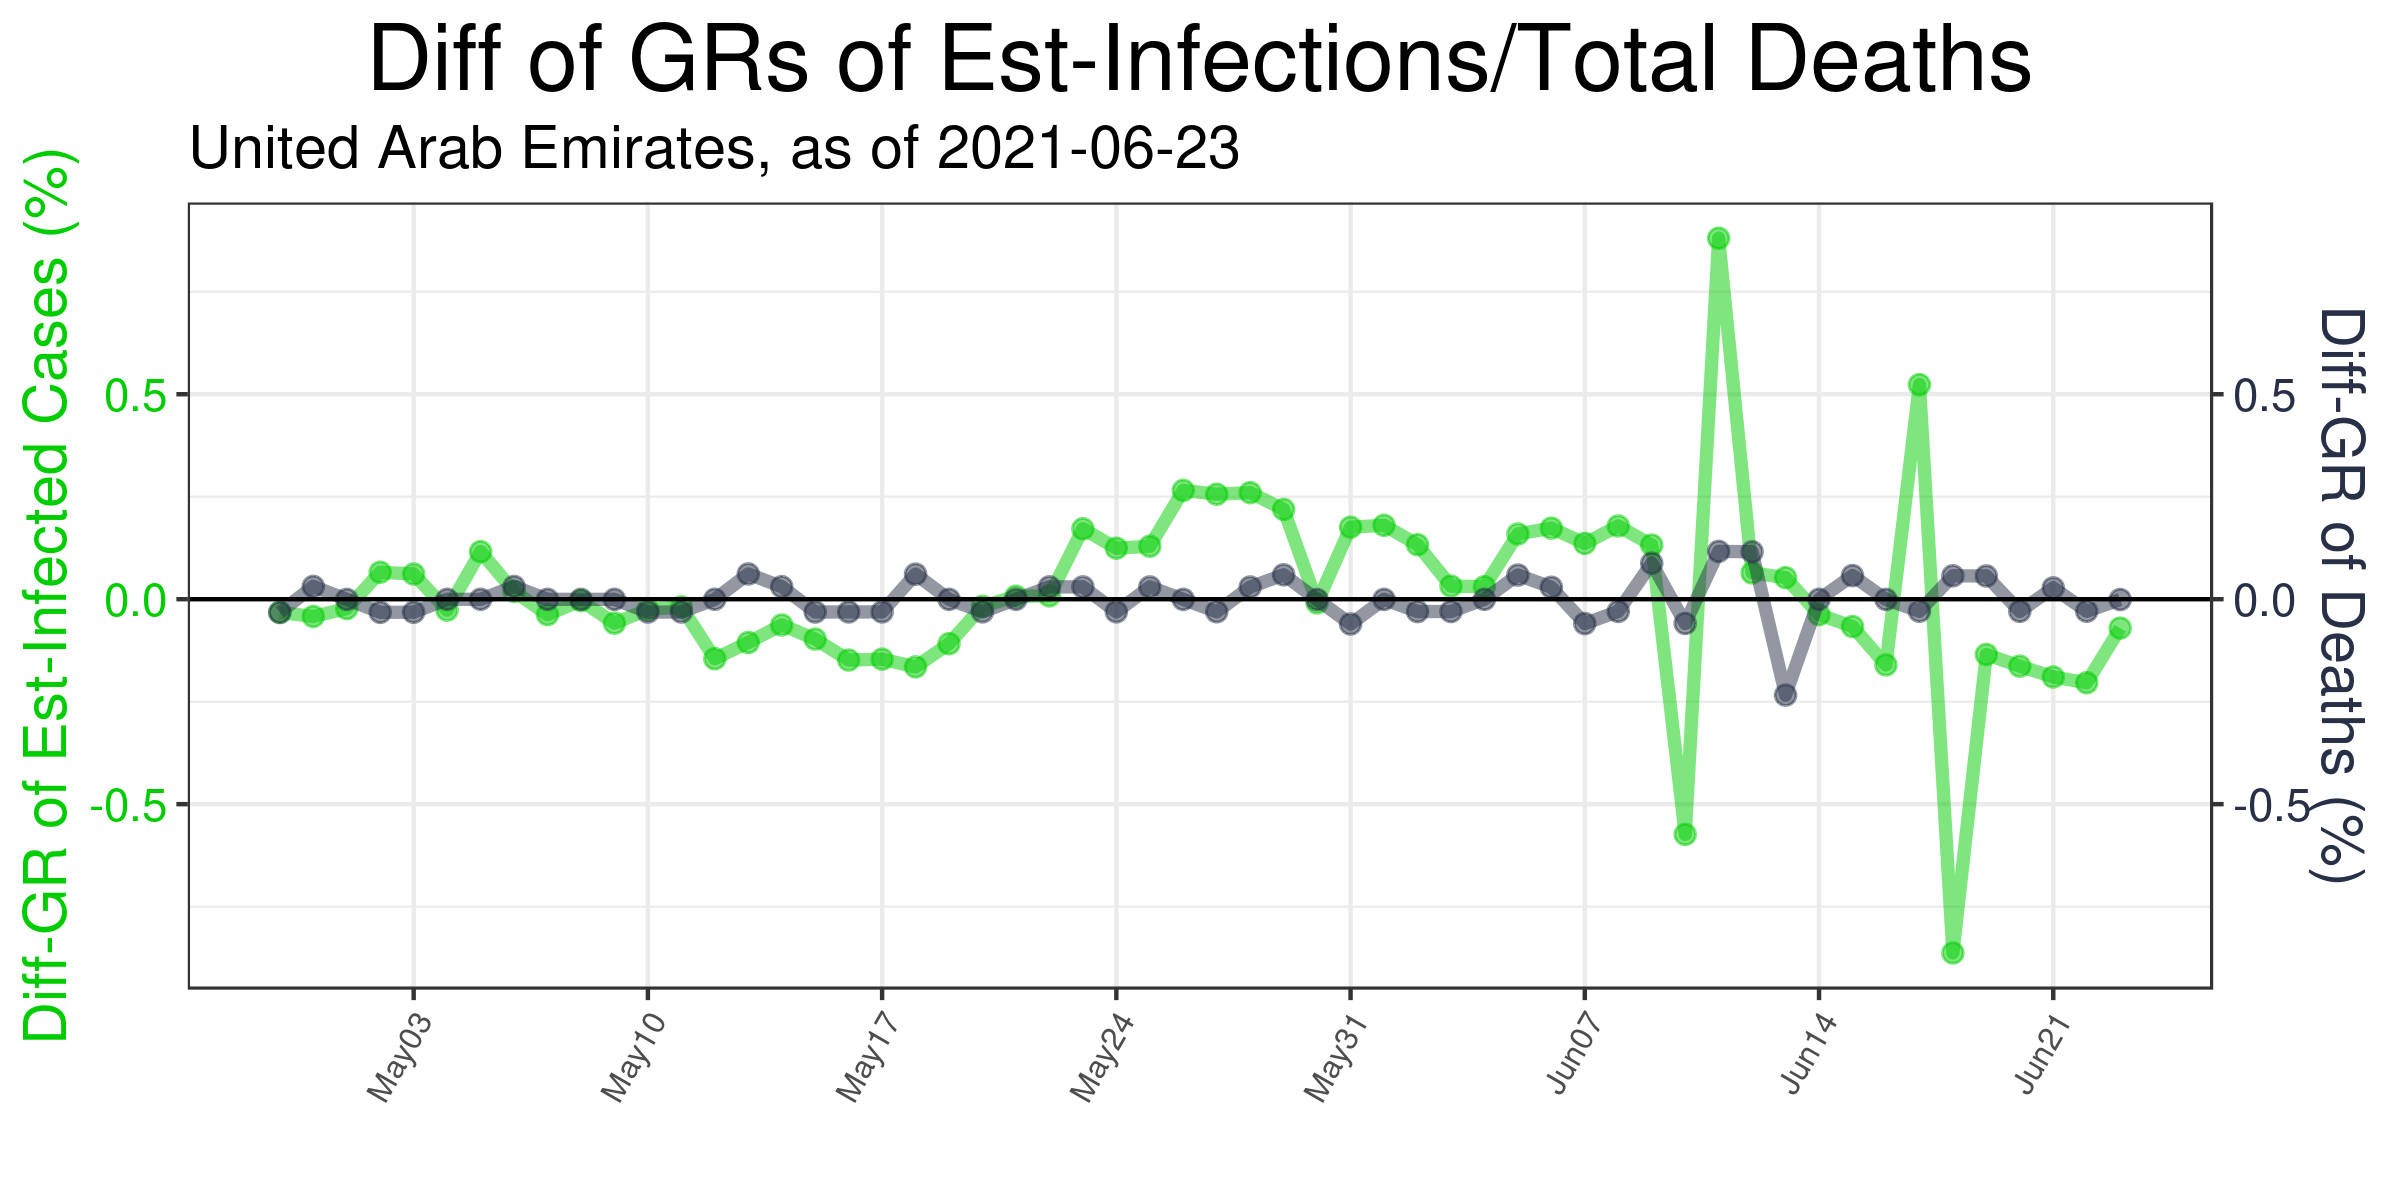 Diff of GRs of Est-Infections/Total Deaths
United Arab Emirates, as of 2021-06-23
Diff-GR of Est-Infected Cases (%)
0.5
0.0
-0.5
0.5
0.0
-0.5
Diff-GR of Deaths (%)
May03
May10
May17
May24
May31
Jun07
Jun14
Jun21